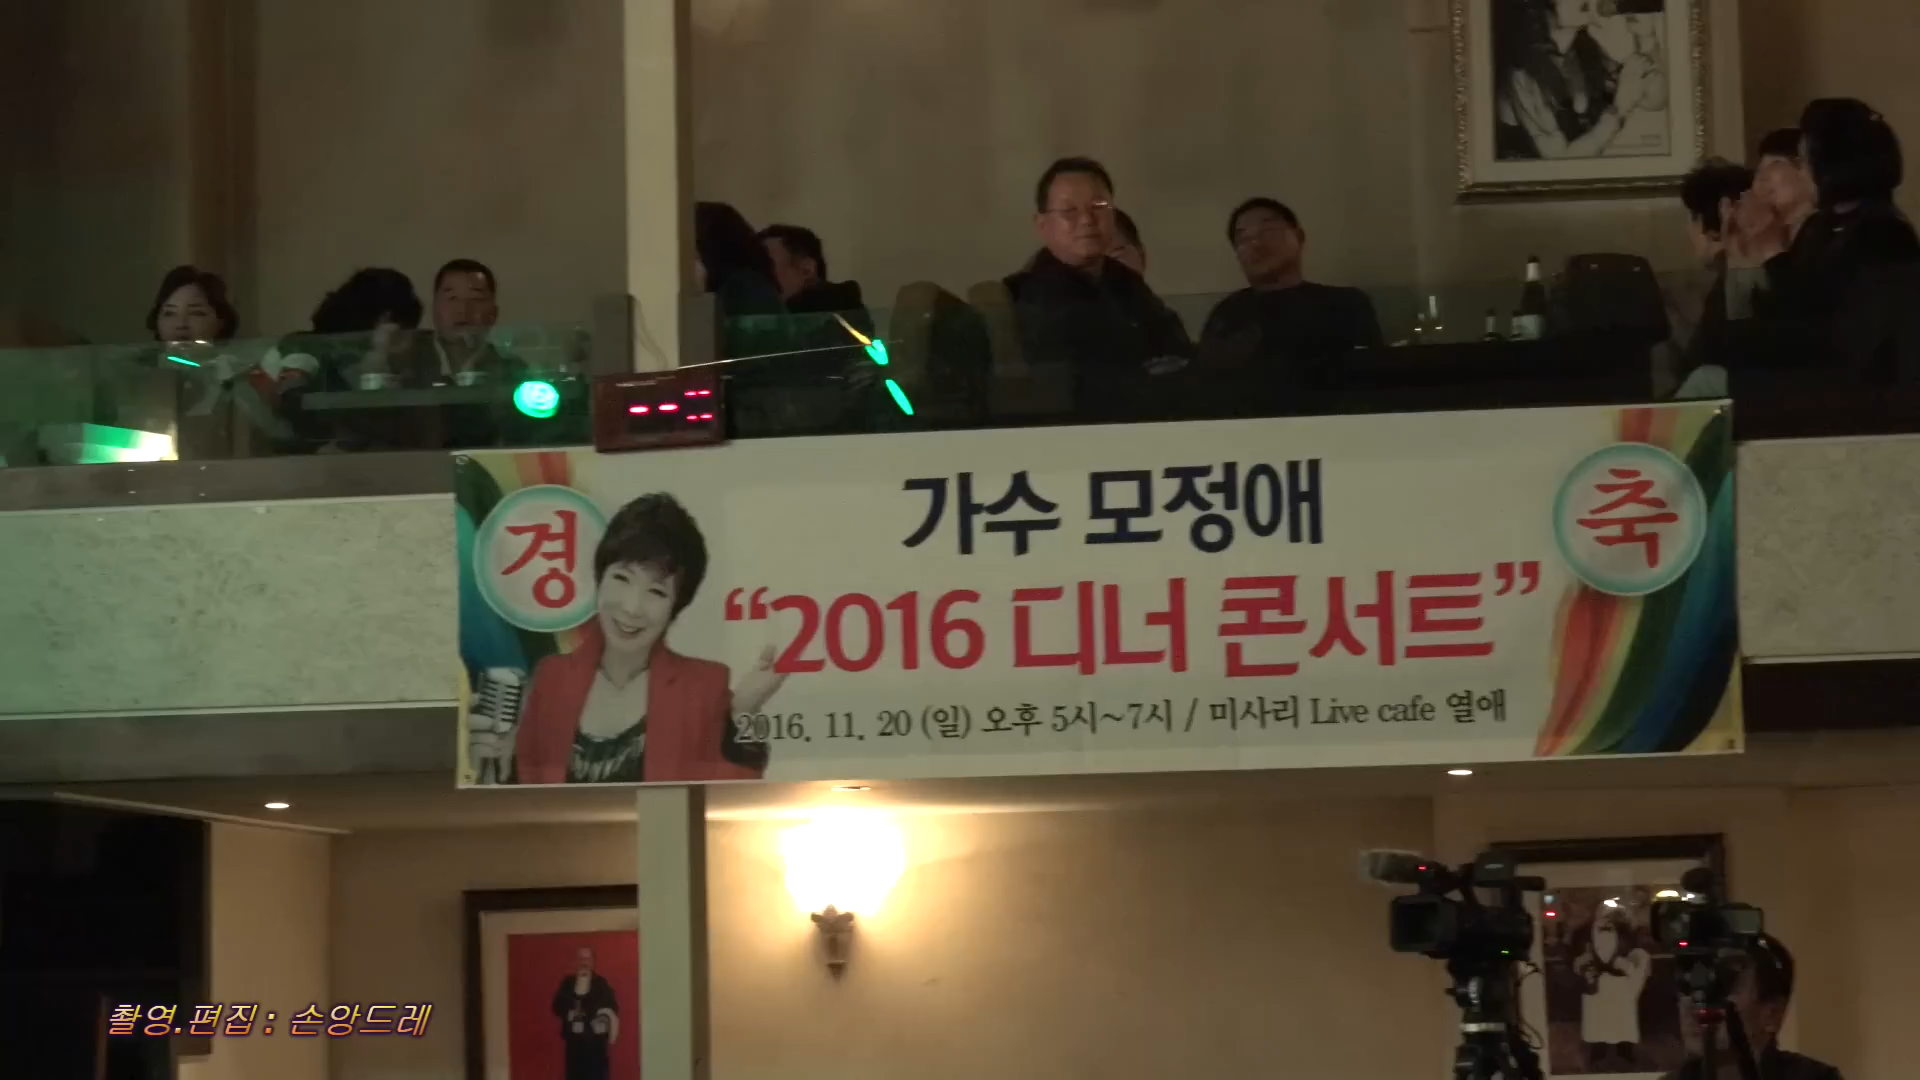 경
가수 모정애
축
“2016 디너 콘서트”
2016. 11. 20 (일) 오후 5시~7시 / 미사리 Live cafe 열애
촬영.편집 : 손앙드레